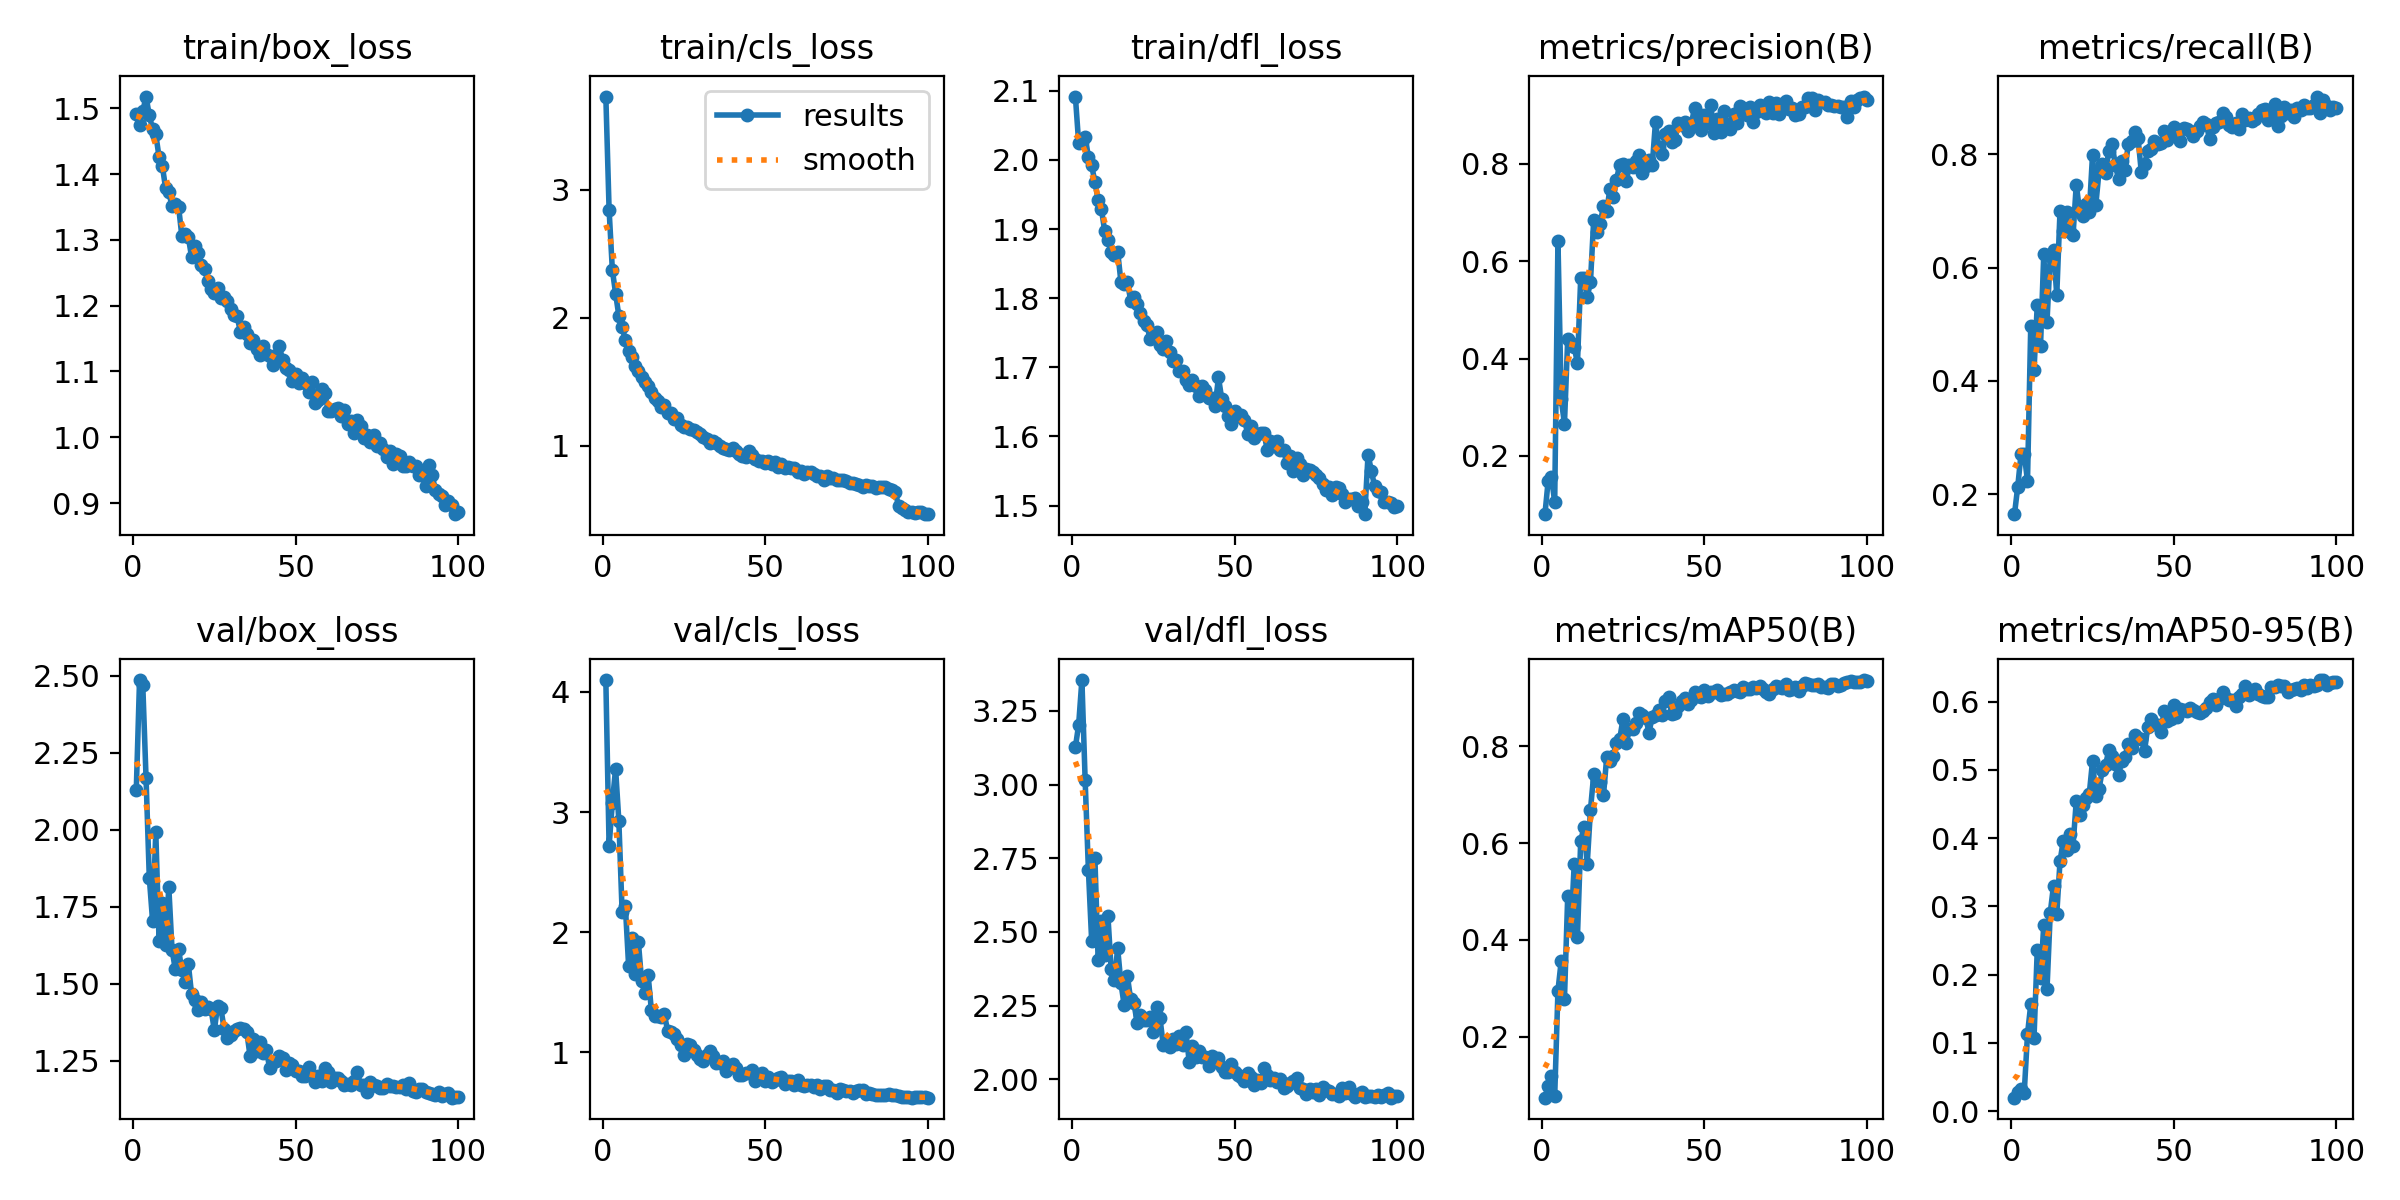 train/box_loss
1.5
1.4
1.3
1.2
1.1
1.0
0.9
0 50 100
train/cls_loss
results
smooth
3
2
1
0 50 100
train/dfl_loss
2.1
2.0
1.9
1.8
1.7
1.6
1.5
0 50 100
metrics/precision(B)
0.8
0.6
0.4
0.2
0 50 100
metrics/recall(B)
0.8
0.6
0.4
0.2
0 50 100
val/box_loss
2.50
2.25
2.00
1.75
1.50
1.25
0 50 100
val/cls_loss
4
3
2
1
0 50 100
val/dfl_loss
3.25
3.00
2.75
2.50
2.25
2.00
0 50 100
metrics/mAP50(B)
0.8
0.6
0.4
0.2
0 50 100
metrics/mAP50-95(B)
0.6
0.5
0.4
0.3
0.2
0.1
0.0
0 50 100